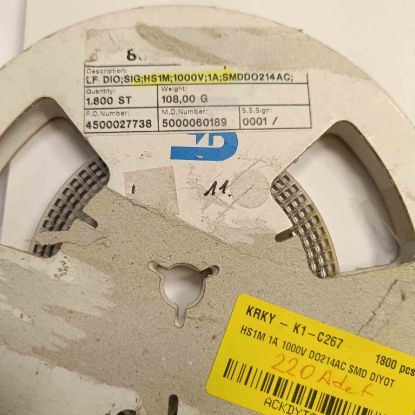 Description:
LF DIO;SIG;HS1M;1000V;1A;SMDDO214AC;
Quantity: Weight:
1.800 ST 108,00 G
P.O.Number: M.D.Number: S.S.Sign:
4500027738 5000060189 0001 /
11.
KRKY - K1-C267
1800 pcs
HS1M 1A 1000V DO214AC SMD DIYOT
220 Adet